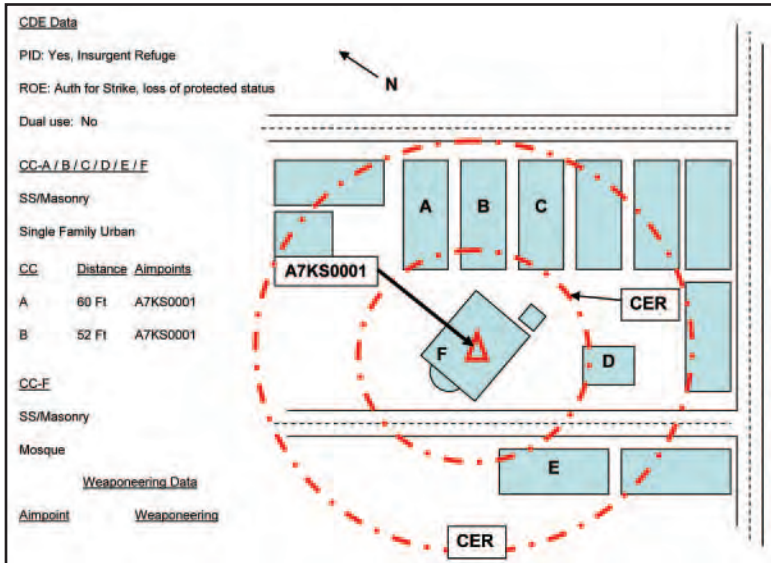 CDE Data
PID: Yes, Insurgent Refuge
N
ROE: Auth for Strike, loss of protected status
Dual use: No
CC-A / B / C / D / E / F
SS/Masonry
Single Family Urban
A
B
C
CC Distance Aimpoints
A7KS0001
A 60 Ft A7KS0001
CER
B 52 Ft A7KS0001
F
D
CC-F
SS/Masonry
Mosque
E
Weaponeering Data
Aimpoint Weaponeering
CER